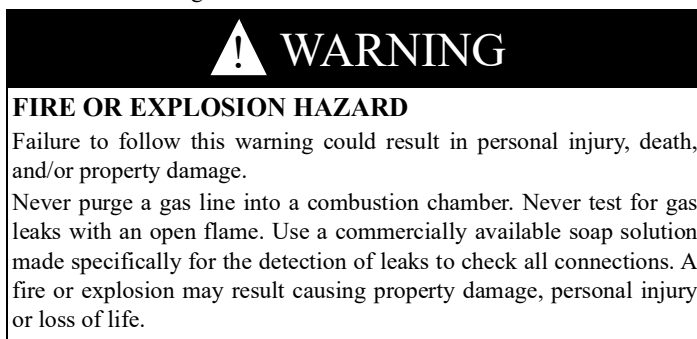 WARNING
FIRE OR EXPLOSION HAZARD
Failure to follow this warning could result in personal injury, death,
and/or property damage.
Never purge a gas line into a combustion chamber. Never test for gas
leaks with an open flame. Use a commercially available soap solution
made specifically for the detection of leaks to check all connections. A
fire or explosion may result causing property damage, personal injury
or loss of life.